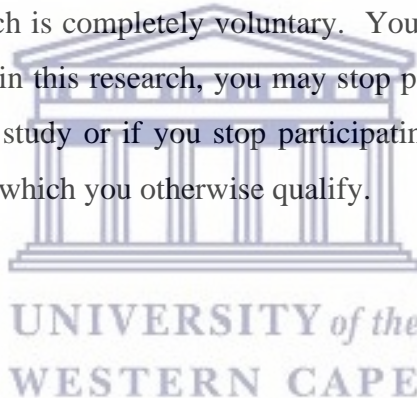 ch is completely voluntary. You
in this research, you may stop p
study or if you stop participatin
which you otherwise qualify.
UNIVERSITY of the
WESTERN CAPE